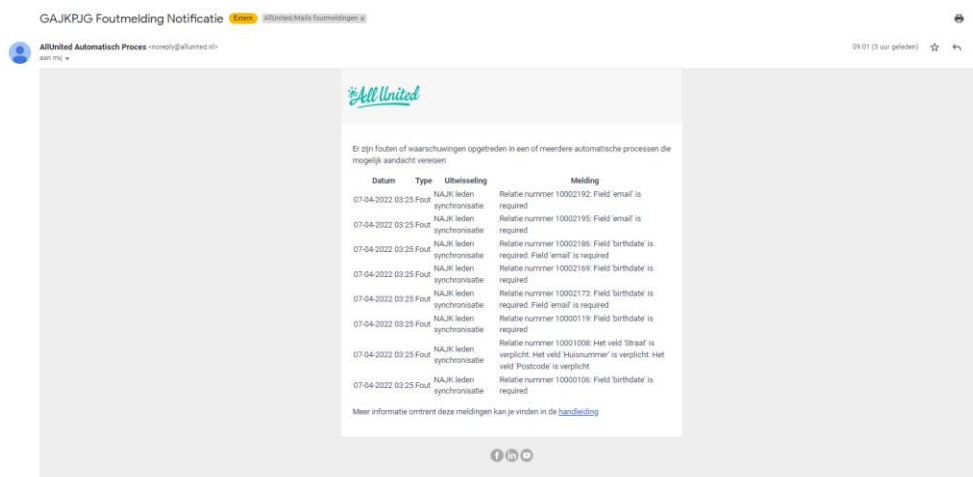 GAJKPJG Foutmelding Notificatie Extern AllUnited/Mails foutmeldingen x
AllUnited Automatisch Proces <noreply@allunited.nl> 09:01 (3 uur geleden)
aan mij
All United
Er zijn fouten of waarschuwingen opgetreden in een of meerdere automatische processen die
mogelijk aandacht vereisen
Datum Type Uitwisseling Melding
07-04-2022 03:25 Fout NAJK leden synchronisatie Relatie nummer 10002192: Field 'email' is
required
07-04-2022 03:25 Fout NAJK leden synchronisatie Relatie nummer 10002195: Field 'email' is
required
07-04-2022 03:25 Fout NAJK leden synchronisatie Relatie nummer 10002186: Field 'birthdate' is
required. Field 'email' is required
07-04-2022 03:25 Fout NAJK leden synchronisatie Relatie nummer 10002169: Field 'birthdate' is
required
07-04-2022 03:25 Fout NAJK leden synchronisatie Relatie nummer 10002173: Field 'birthdate' is
required. Field 'email' is required
07-04-2022 03:25 Fout NAJK leden synchronisatie Relatie nummer 10000119: Field 'birthdate' is
required
07-04-2022 03:25 Fout NAJK leden synchronisatie Relatie nummer 10001008: Het veld 'Straat' is
verplicht. Het veld 'Huisnummer' is verplicht. Het
veld 'Postcode' is verplicht
07-04-2022 03:25 Fout NAJK leden synchronisatie Relatie nummer 10000106: Field 'birthdate' is
required
Meer informatie omtrent deze meldingen kan je vinden in de handleiding